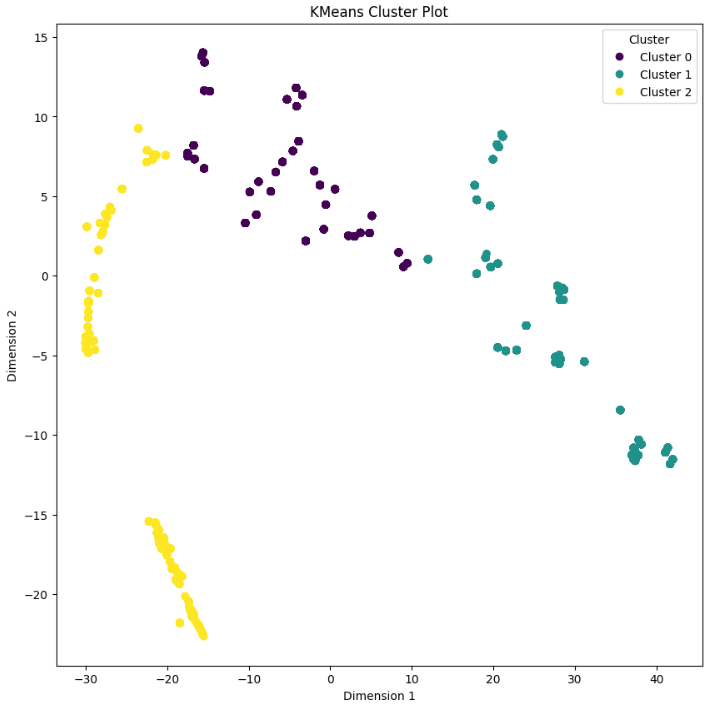 KMeans Cluster Plot
Cluster
Cluster 0
Cluster 1
Cluster 2
15
10
5
0
−5
−10
−15
−20
Dimension 2
−30
−20
−10
0
10
20
30
40
Dimension 1